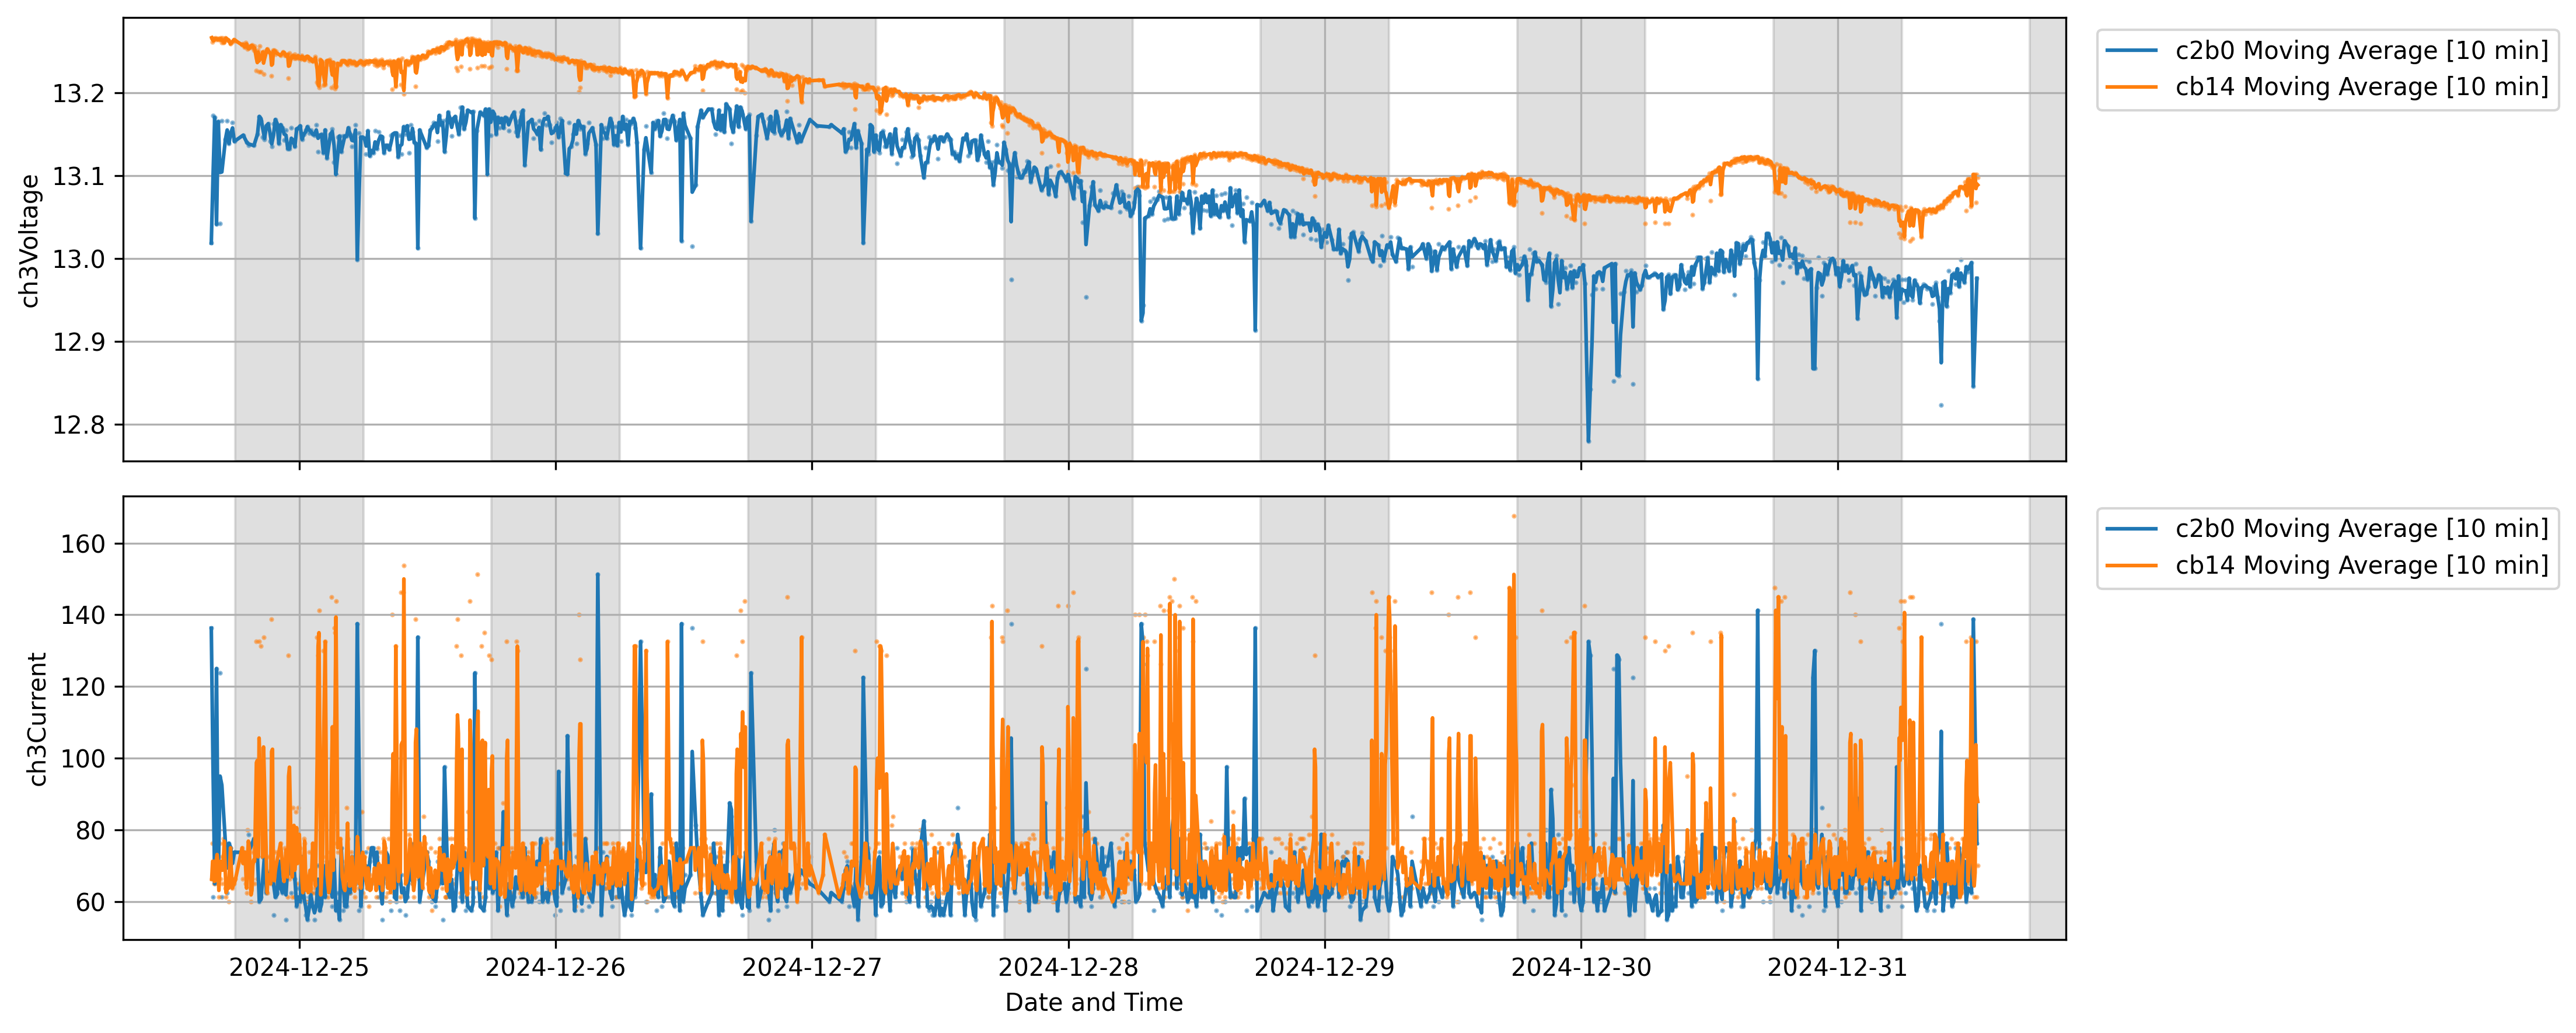 13.2
13.1
13.0
12.9
12.8
ch3Voltage
c2b0 Moving Average [10 min]
cb14 Moving Average [10 min]
160
140
120
100
80
60
ch3Current
c2b0 Moving Average [10 min]
cb14 Moving Average [10 min]
2024-12-25 2024-12-26 2024-12-27 2024-12-28 2024-12-29 2024-12-30 2024-12-31
Date and Time